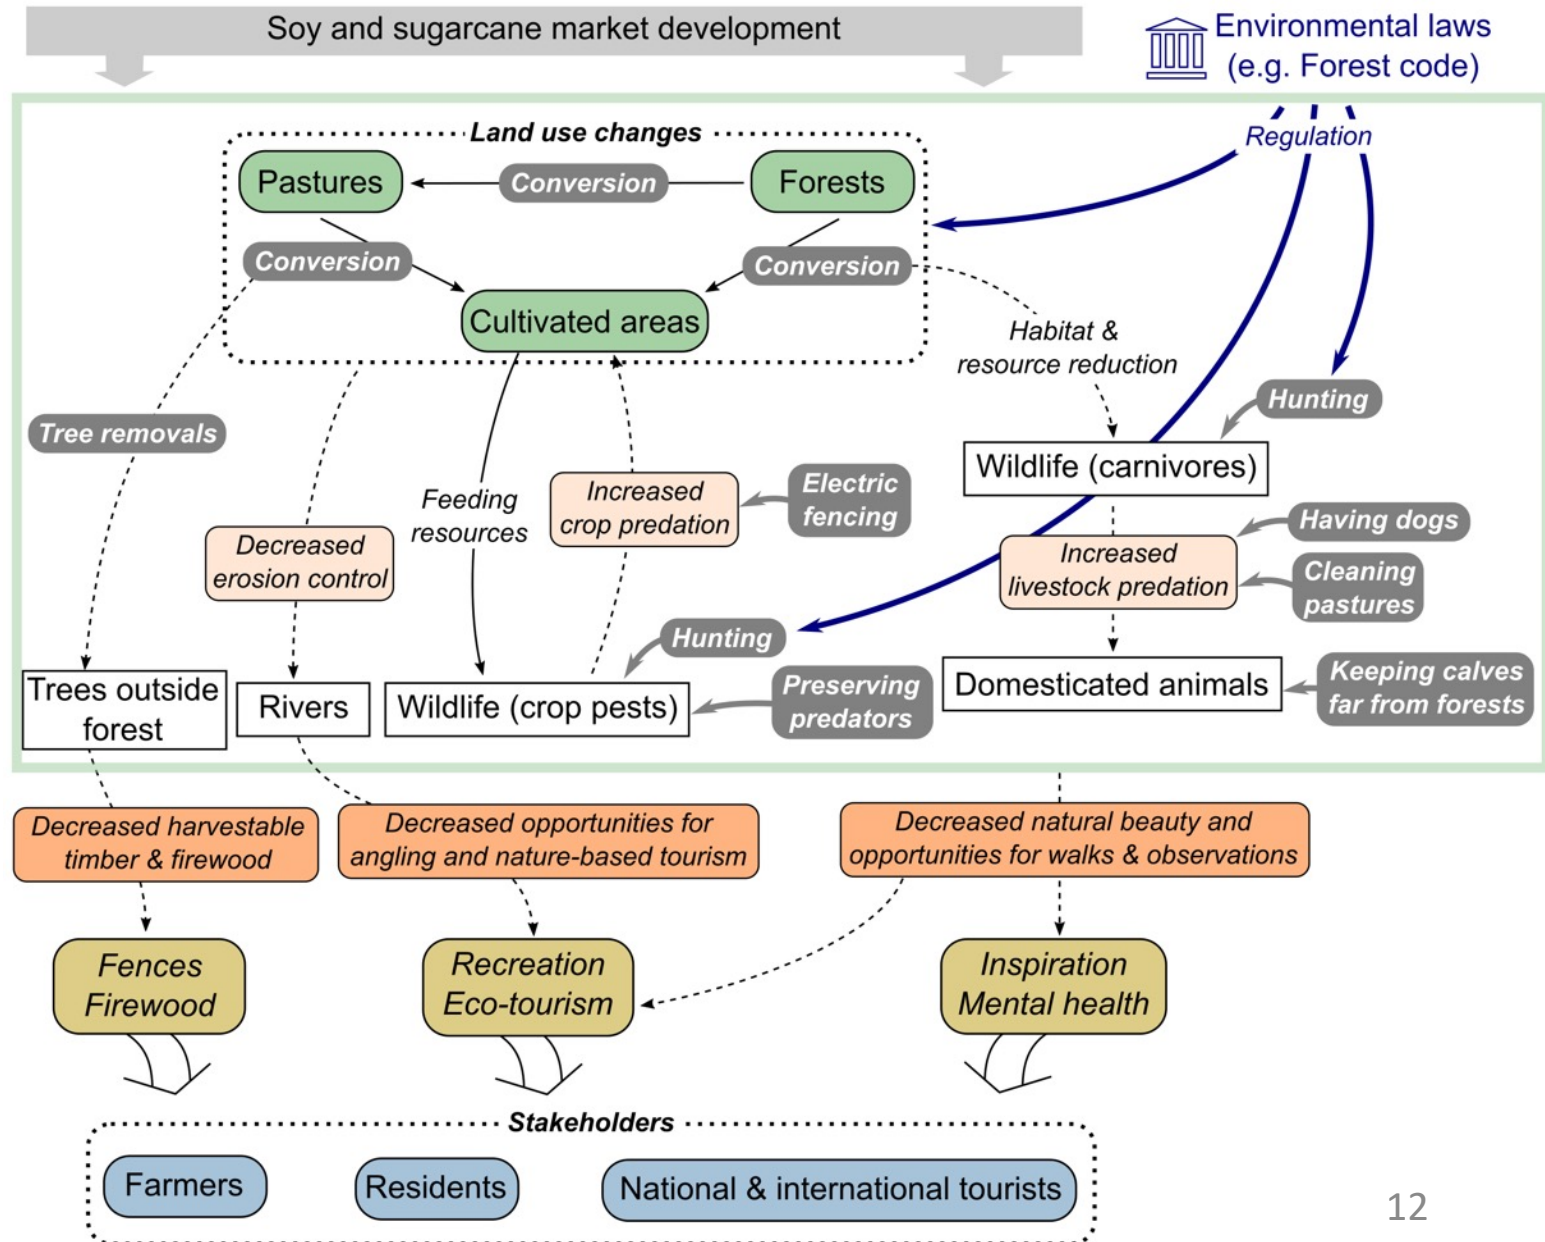 Soy and sugarcane market development
Environmental laws
(e.g. Forest code)
Regulation
Land use changes
Pastures
Conversion
Forests
Conversion
Conversion
Cultivated areas
Habitat &
resource reduction
Hunting
Tree removals
Wildlife (carnivores)
Feeding
resources
Increased
crop predation
Electric
fencing
Having dogs
Decreased
erosion control
Increased
livestock predation
Cleaning
pastures
Hunting
Trees outside
forest
Rivers
Wildlife (crop pests)
Preserving
predators
Domesticated animals
Keeping calves
far from forests
Decreased harvestable
timber & firewood
Decreased opportunities for
angling and nature-based tourism
Decreased natural beauty and
opportunities for walks & observations
Fences
Firewood
Recreation
Eco-tourism
Inspiration
Mental health
Stakeholders
Farmers
Residents
National & international tourists
12